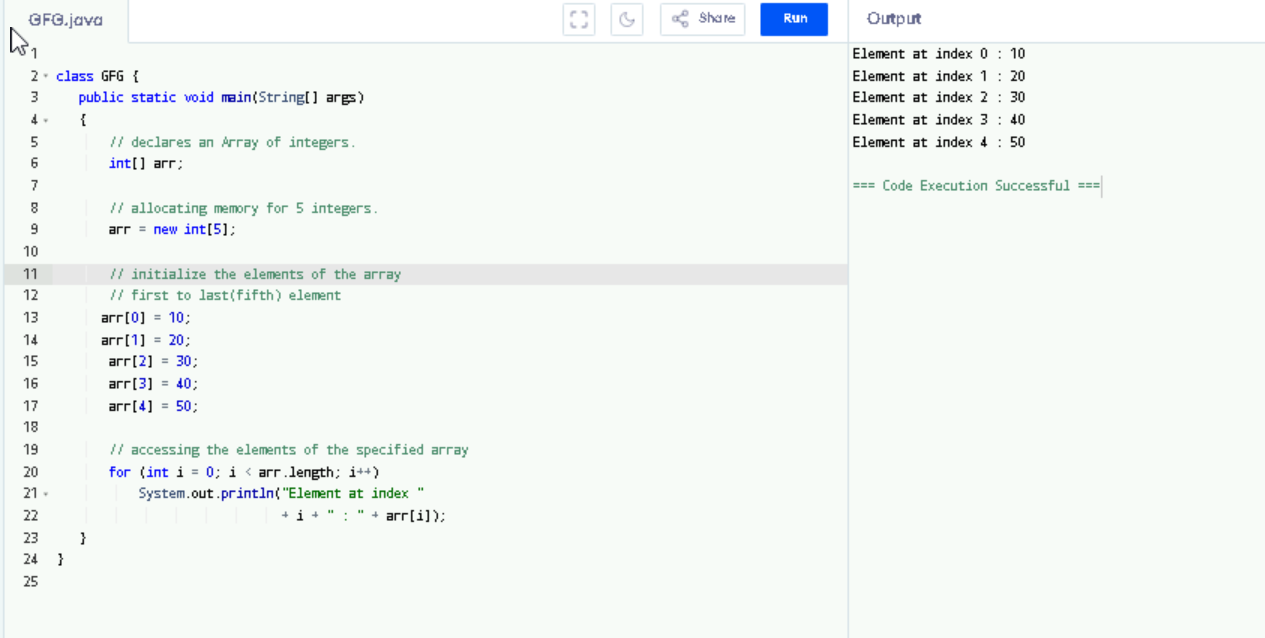 GFG.java
Share
Run
Output
1
2 class GFG {
3 public static void main(String[] args)
4 {
5 // declares an Array of integers.
6 int[] arr;
7
8 // allocating memory for 5 integers.
9 arr = new int[5];
10
11 // initialize the elements of the array
12 // first to last(fifth) element
13 arr[0] = 10;
14 arr[1] = 20;
15 arr[2] = 30;
16 arr[3] = 40;
17 arr[4] = 50;
18
19 // accessing the elements of the specified array
20 for (int i = 0; i < arr.length; i++)
21 System.out.println("Element at index "
22 + i + " : " + arr[i]);
23 }
24 }
25
Element at index 0 : 10
Element at index 1 : 20
Element at index 2 : 30
Element at index 3 : 40
Element at index 4 : 50
=== Code Execution Successful ===